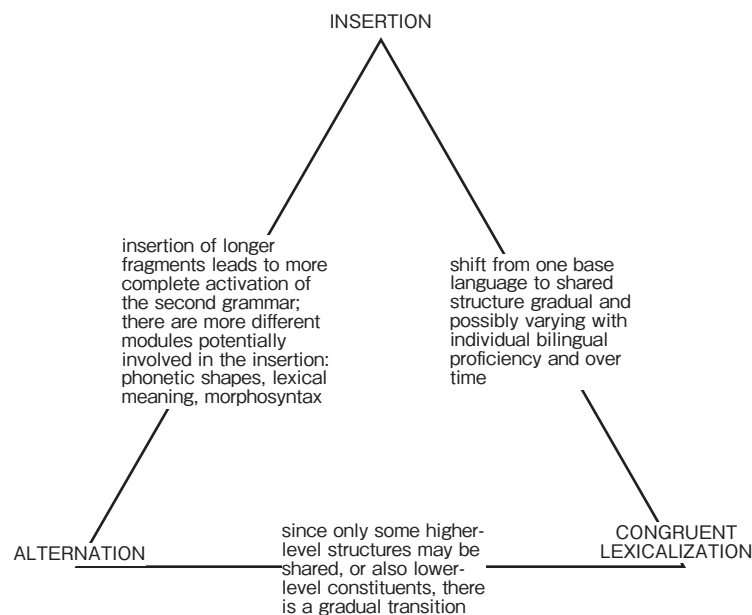 INSERTION
insertion of longer
fragments leads to more
complete activation of
the second grammar;
there are more different
modules potentially
involved in the insertion:
phonetic shapes, lexical
meaning, morphosyntax
shift from one base
language to shared
structure gradual and
possibly varying with
individual bilingual
proficiency and over
time
ALTERNATION
since only some higher-
level structures may be
shared, or also lower-
level constituents, there
is a gradual transition
CONGRUENT
LEXICALIZATION